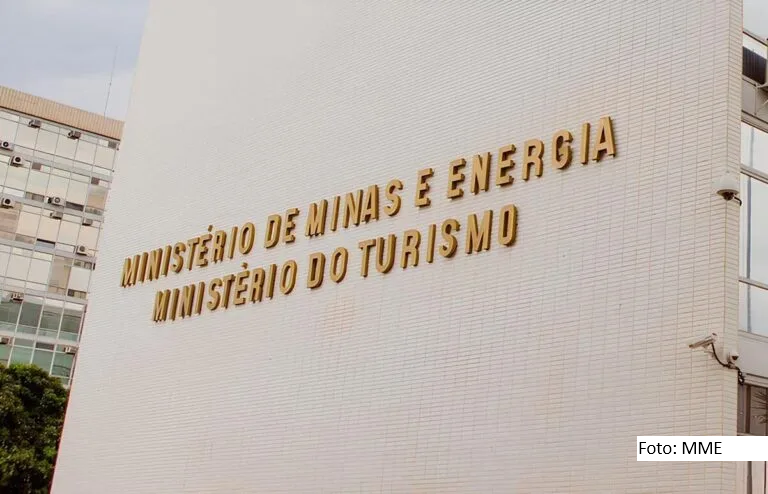 MINISTÉRIO DE MINAS E ENERGIA
MINISTÉRIO DO TURISMO
Foto: MME